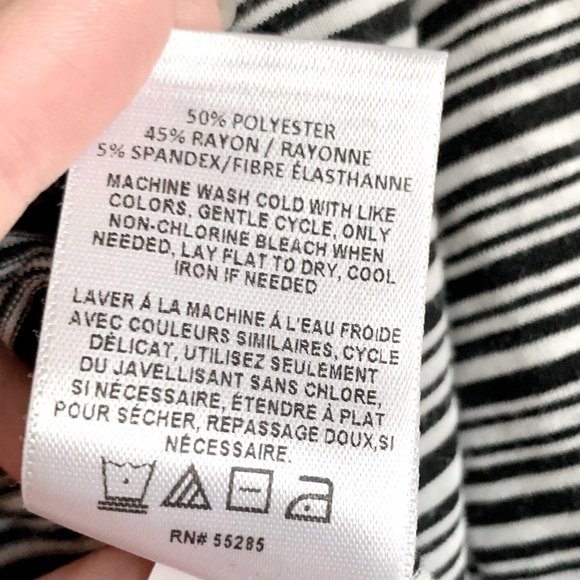 50% POLYESTER
45% RAYON / RAYONNE
5% SPANDEX/FIBRE ÉLASTHANNE
MACHINE WASH COLD WITH LIKE
COLORS, GENTLE CYCLE, ONLY
NON-CHLORINE BLEACH WHEN
NEEDED, LAY FLAT TO DRY, COOL
IRON IF NEEDED
LAVER Á LA MACHINE Á L'EAU FROIDE
AVEC COULEURS SIMILAIRES, CYCLE
DÉLICAT, UTILISEZ SEULEMENT
DU JAVELLISANT SANS CHLORE,
SI NÉCESSAIRE, ÉTENDRE À PLAT
POUR SÉCHER, REPASSAGE DOUX,SI
NÉCESSAIRE.
RN# 55285